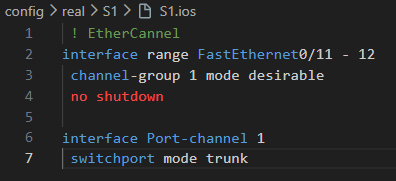 config > real > S1 > S1.ios
1 ! EtherCannel
2 interface range FastEthernet0/11 - 12
3 channel-group 1 mode desirable
4 no shutdown
5
6 interface Port-channel 1
7 switchport mode trunk